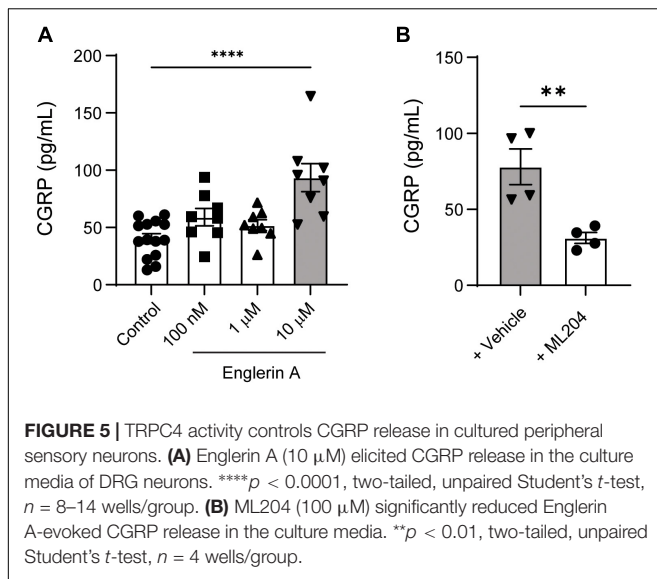 A
B
****
**
200
150
100
50
0
CGRP (pg/mL)
Control
100 nM
1 μM
10 μM
Englerin A
150
100
50
0
CGRP (pg/mL)
+ Vehicle
+ ML204
FIGURE 5 | TRPC4 activity controls CGRP release in cultured peripheral
sensory neurons. (A) Englerin A (10 μM) elicited CGRP release in the culture
media of DRG neurons. ****p < 0.0001, two-tailed, unpaired Student's t-test,
n = 8–14 wells/group. (B) ML204 (100 μM) significantly reduced Englerin
A-evoked CGRP release in the culture media. **p < 0.01, two-tailed, unpaired
Student's t-test, n = 4 wells/group.